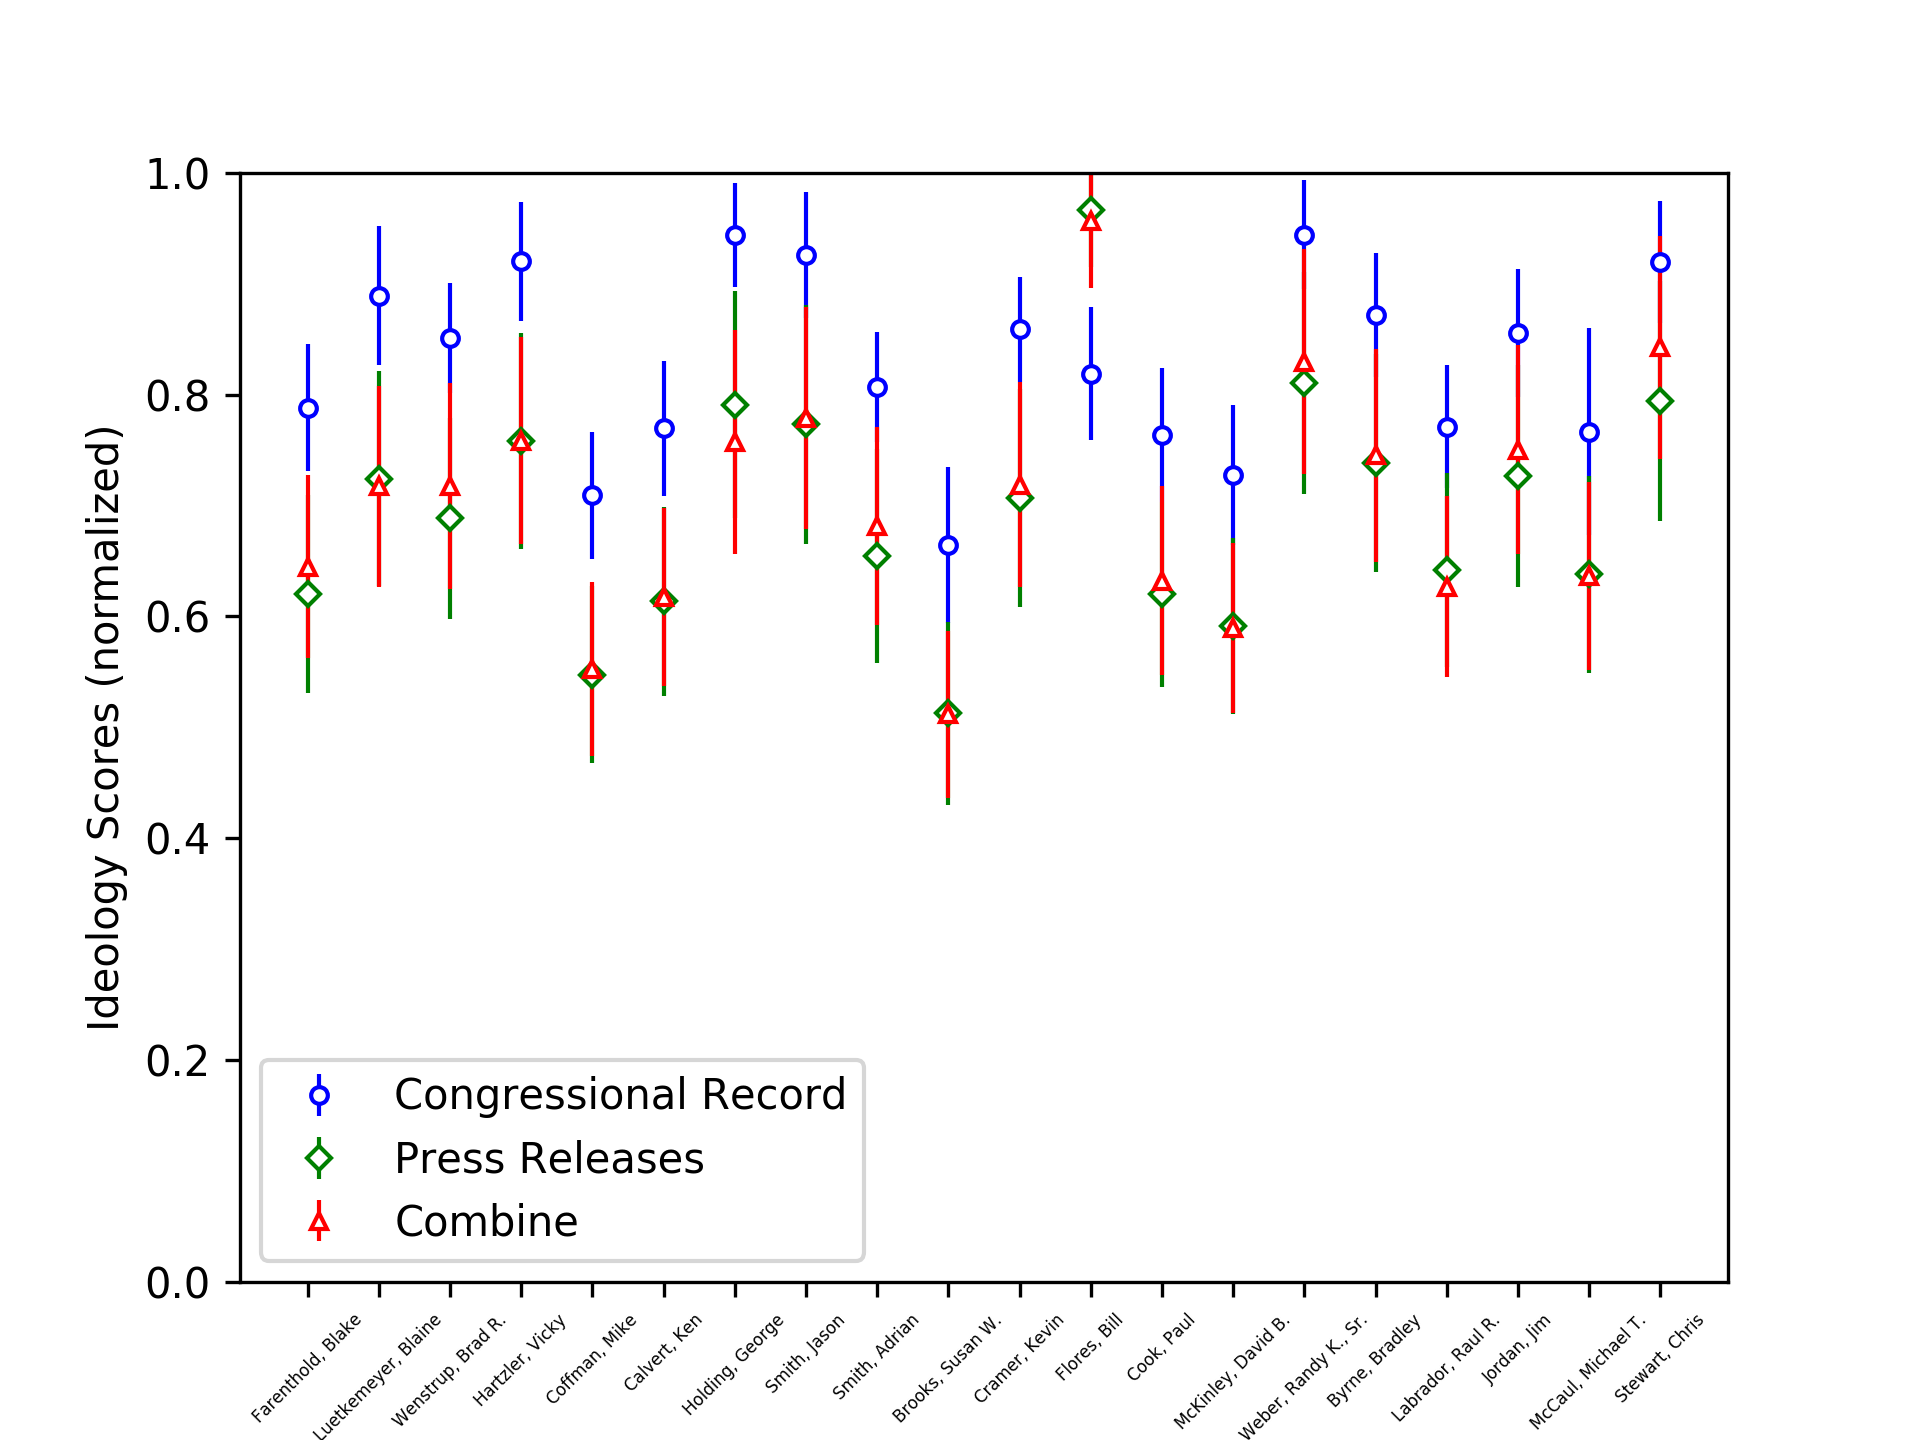 1.0
0.8
0.6
0.4
0.2
0.0
Ideology Scores (normalized)
Congressional Record
Press Releases
Combine
Farenthold, Blake
Luetkemeyer, Blaine
Wenstrup, Brad R.
Hartzler, Vicky
Coffman, Mike
Calvert, Ken
Holding, George
Smith, Jason
Smith, Adrian
Brooks, Susan W.
Cramer, Kevin
Flores, Bill
Cook, Paul
McKinley, David B.
Weber, Randy K., Sr.
Byrne, Bradley
Labrador, Raul R.
Jordan, Jim
McCaul, Michael T.
Stewart, Chris